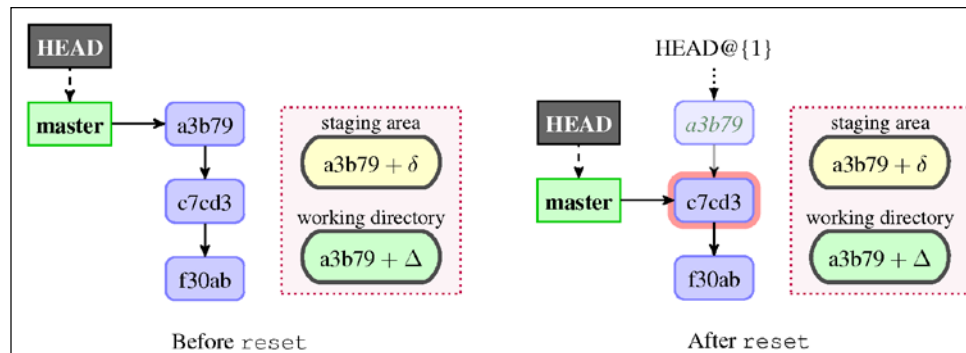 HEAD
master
a3b79
c7cd3
f30ab
staging area
a3b79 + δ
working directory
a3b79 + Δ
Before reset
HEAD@{1}
HEAD
a3b79
master
c7cd3
f30ab
staging area
a3b79 + δ
working directory
a3b79 + Δ
After reset